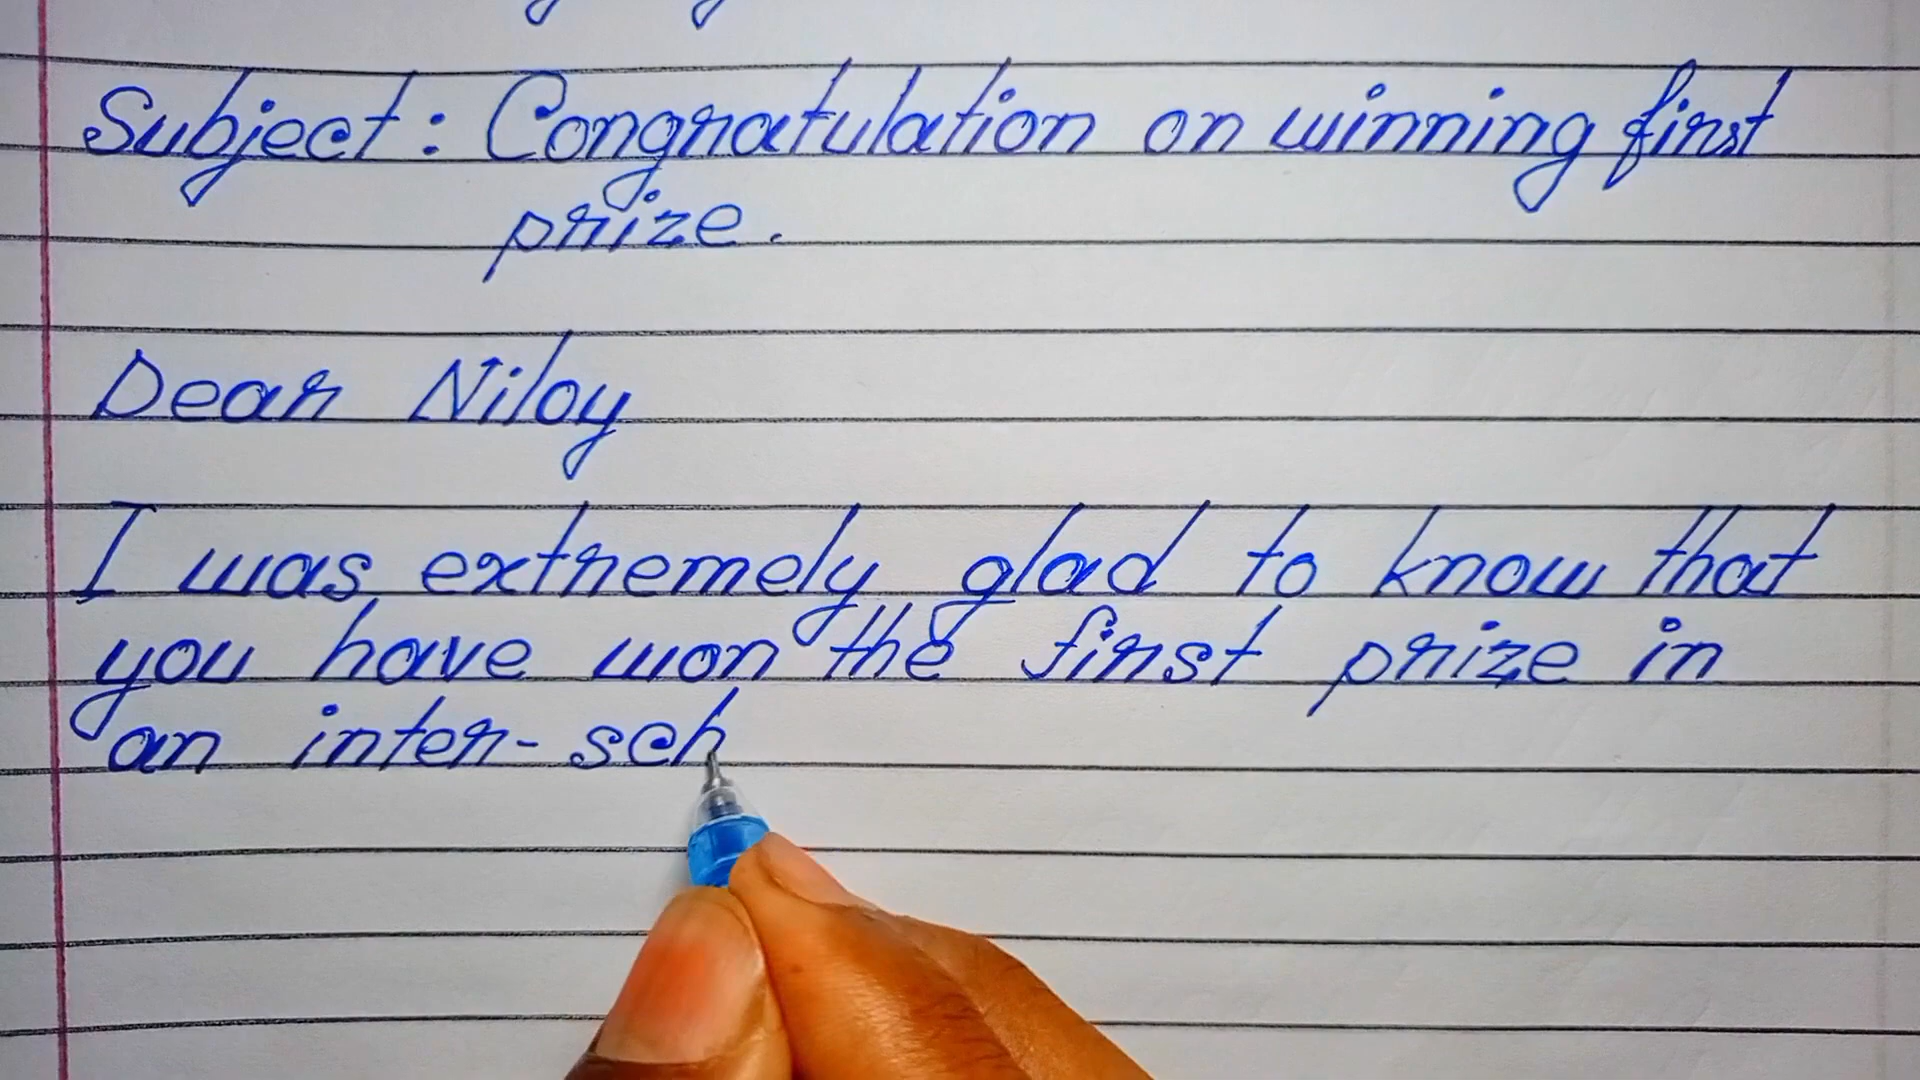 Subject: Congratulation on winning first
prize.
Dear Niloy
I was extremely glad to know that
you have won the first prize in
an inter-sch